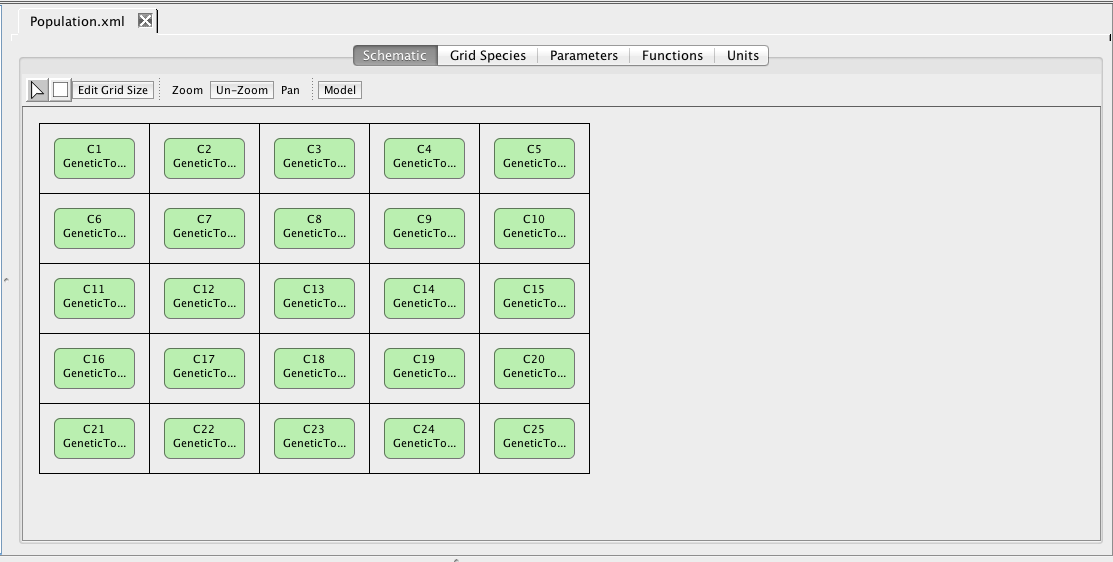 Population.xml
Schematic Grid Species Parameters Functions Units
Edit Grid Size Zoom Un-Zoom Pan Model
C1 C2 C3 C4 C5
GeneticTo... GeneticTo... GeneticTo... GeneticTo... GeneticTo...
C6 C7 C8 C9 C10
GeneticTo... GeneticTo... GeneticTo... GeneticTo... GeneticTo...
C11 C12 C13 C14 C15
GeneticTo... GeneticTo... GeneticTo... GeneticTo... GeneticTo...
C16 C17 C18 C19 C20
GeneticTo... GeneticTo... GeneticTo... GeneticTo... GeneticTo...
C21 C22 C23 C24 C25
GeneticTo... GeneticTo... GeneticTo... GeneticTo... GeneticTo...